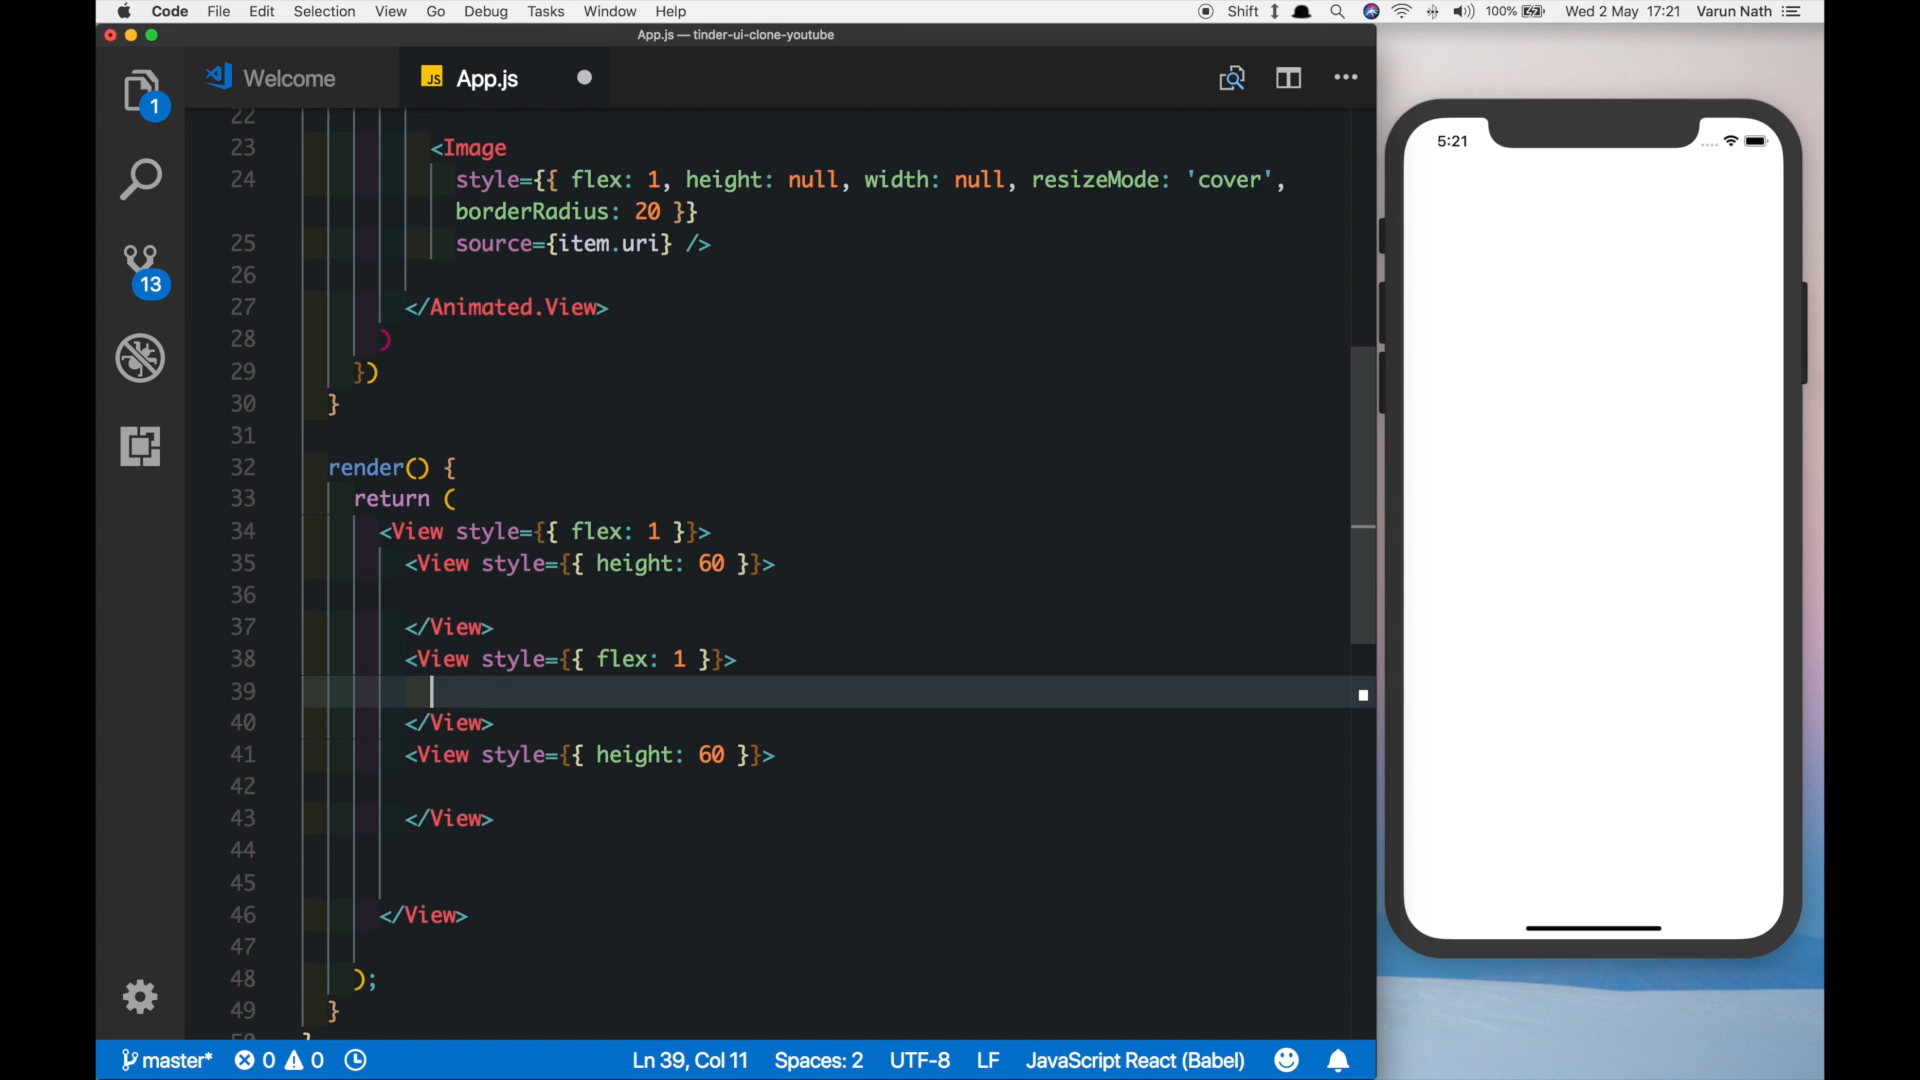 Code File Edit Selection View Go Debug Tasks Window Help Shift 100% Wed 2 May 17:21 Varun Nath
App.js — tinder-ui-clone-youtube
Welcome JS App.js
1
13
22
23 <Image
24 style={{ flex: 1, height: null, width: null, resizeMode: 'cover',
borderRadius: 20 }}
25 source={item.uri} />
26
27 </Animated.View>
28 )
29 })
30 }
31
32 render() {
33 return (
34 <View style={{ flex: 1 }}>
35 <View style={{ height: 60 }}>
36
37 </View>
38 <View style={{ flex: 1 }}>
39
40 </View>
41 <View style={{ height: 60 }}>
42
43 </View>
44
45
46 </View>
47
48 );
49 }
5:21
master* 0 0 Ln 39, Col 11 Spaces: 2 UTF-8 LF JavaScript React (Babel)